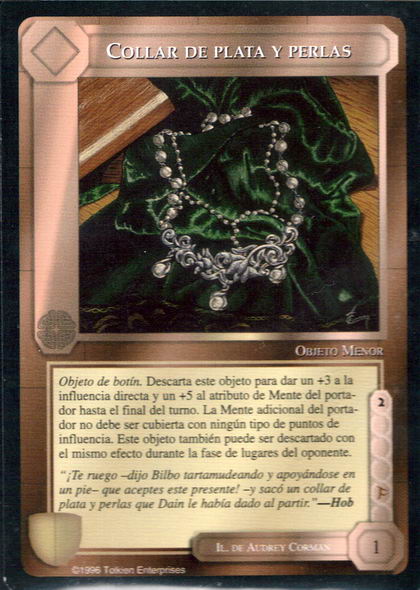 COLLAR DE PLATA Y PERLAS
OBJETO MENOR
Objeto de botín. Descarta este objeto para dar un +3 a la
influencia directa y un +5 al atributo de Mente del porta-
dor hasta el final del turno. La Mente adicional del porta-
dor no debe ser cubierta con ningún tipo de puntos de
influencia. Este objeto también puede ser descartado con
el mismo efecto durante la fase de lugares del oponente.
“¡Te ruego –dijo Bilbo tartamudeando y apoyándose en
un pie– que aceptes este presente! –y sacó un collar de
plata y perlas que Dain le había dado al partir.”—Hob
2
P
IL. DE AUDREY CORMAN
1
©1996 Tolkien Enterprises